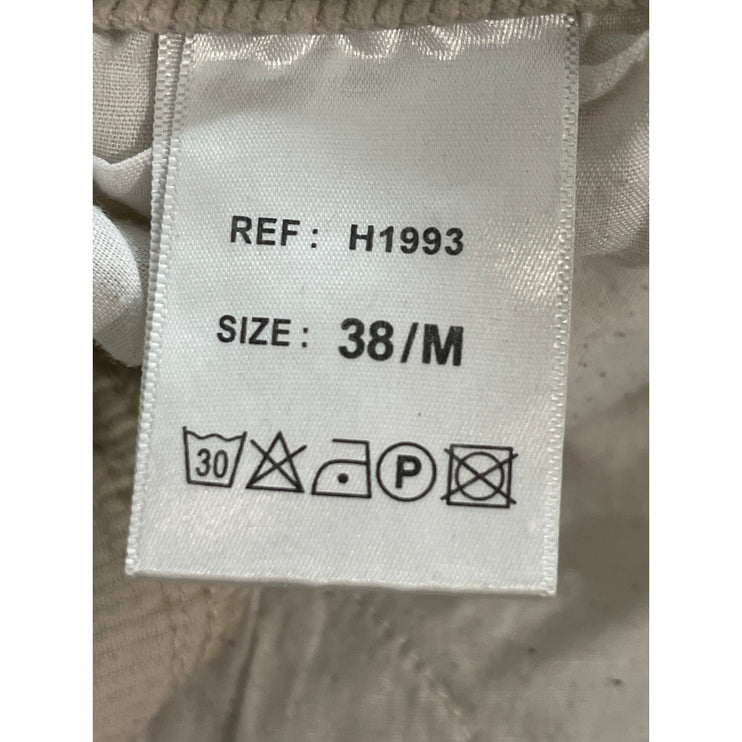 REF : H1993
SIZE : 38/M
30 P